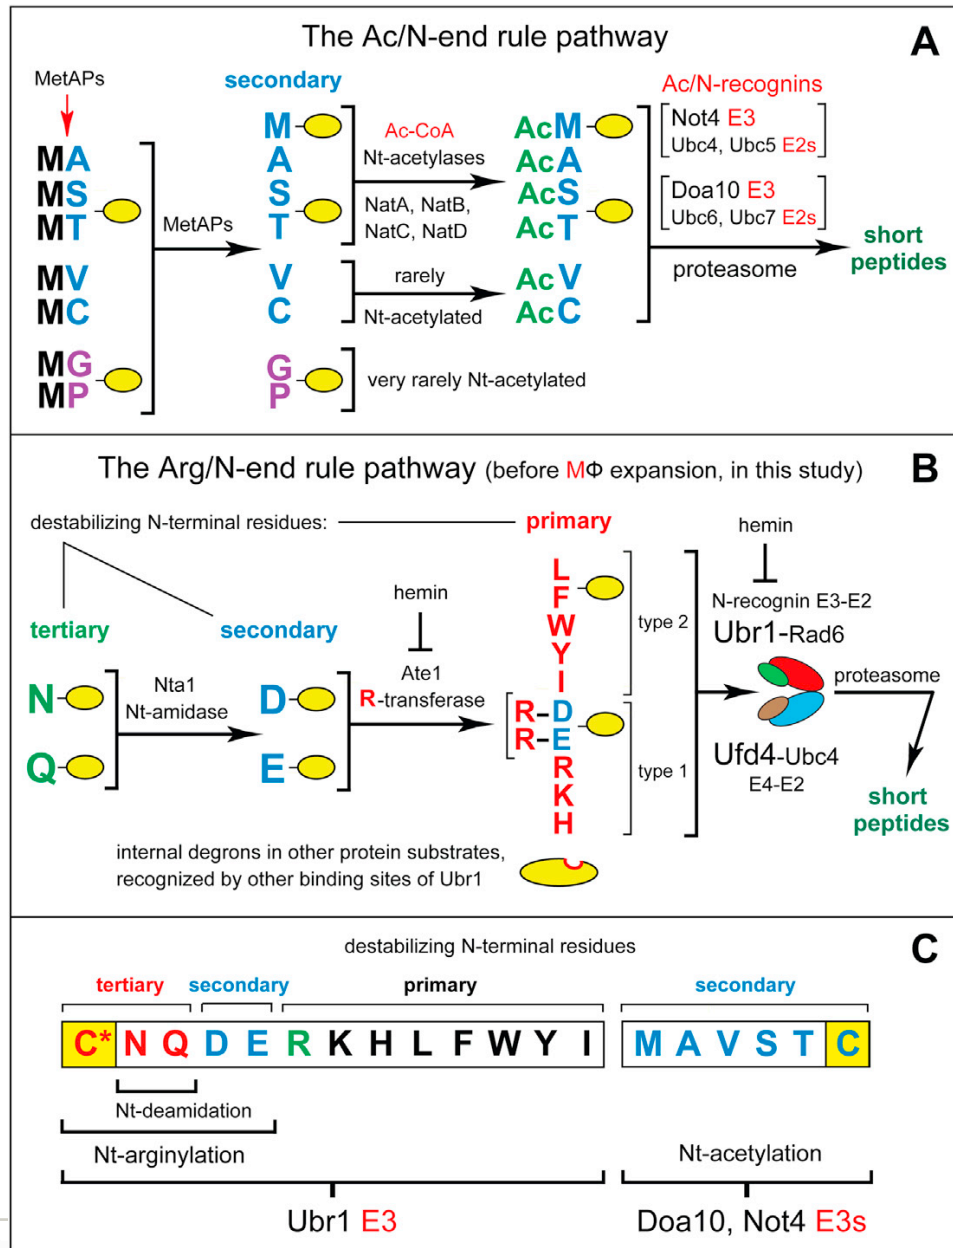 The Ac/N-end rule pathway
A
MetAPs
secondary
Ac/N-recognins
MA
MS
MT
MV
MC
MG
MP
MetAPs
M
A
S
T
V
C
G
P
Ac-CoA
Nt-acetylases
NatA, NatB,
NatC, NatD
rarely
Nt-acetylated
very rarely Nt-acetylated
AcM
AcA
AcS
AcT
AcV
AcC
Not4 E3
Ubc4, Ubc5 E2s
Doa10 E3
Ubc6, Ubc7 E2s
proteasome
short
peptides
The Arg/N-end rule pathway (before MΦ expansion, in this study)
B
destabilizing N-terminal residues:
primary
tertiary
secondary
N
Q
Nta1
Nt-amidase
D
E
hemin
Ate1
R-transferase
L
F
W
Y
I
R-D
R-E
R
K
H
type 2
type 1
hemin
N-recognin E3-E2
Ubr1-Rad6
proteasome
Ufd4-Ubc4
E4-E2
short
peptides
internal degrons in other protein substrates,
recognized by other binding sites of Ubr1
C
destabilizing N-terminal residues
tertiary secondary primary secondary
C* N Q D E R K H L F W Y I M A V S T C
Nt-deamidation
Nt-arginylation
Nt-acetylation
Ubr1 E3
Doa10, Not4 E3s